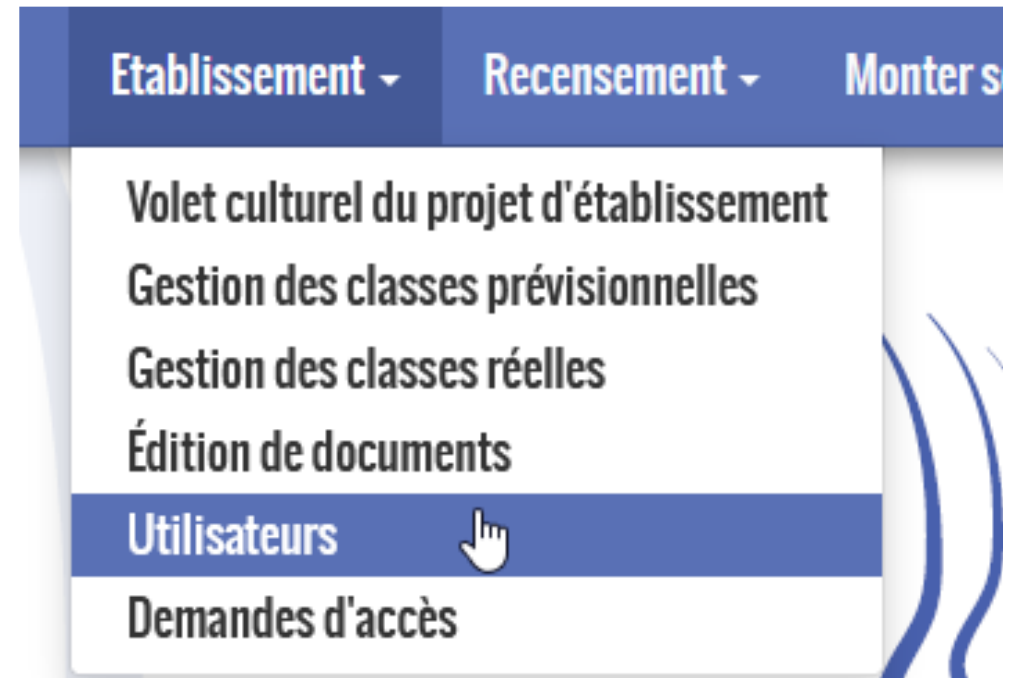 Etablissement Recensement Monter
Volet culturel du projet d'établissement
Gestion des classes prévisionnelles
Gestion des classes réelles
Édition de documents
Utilisateurs
Demandes d'accès